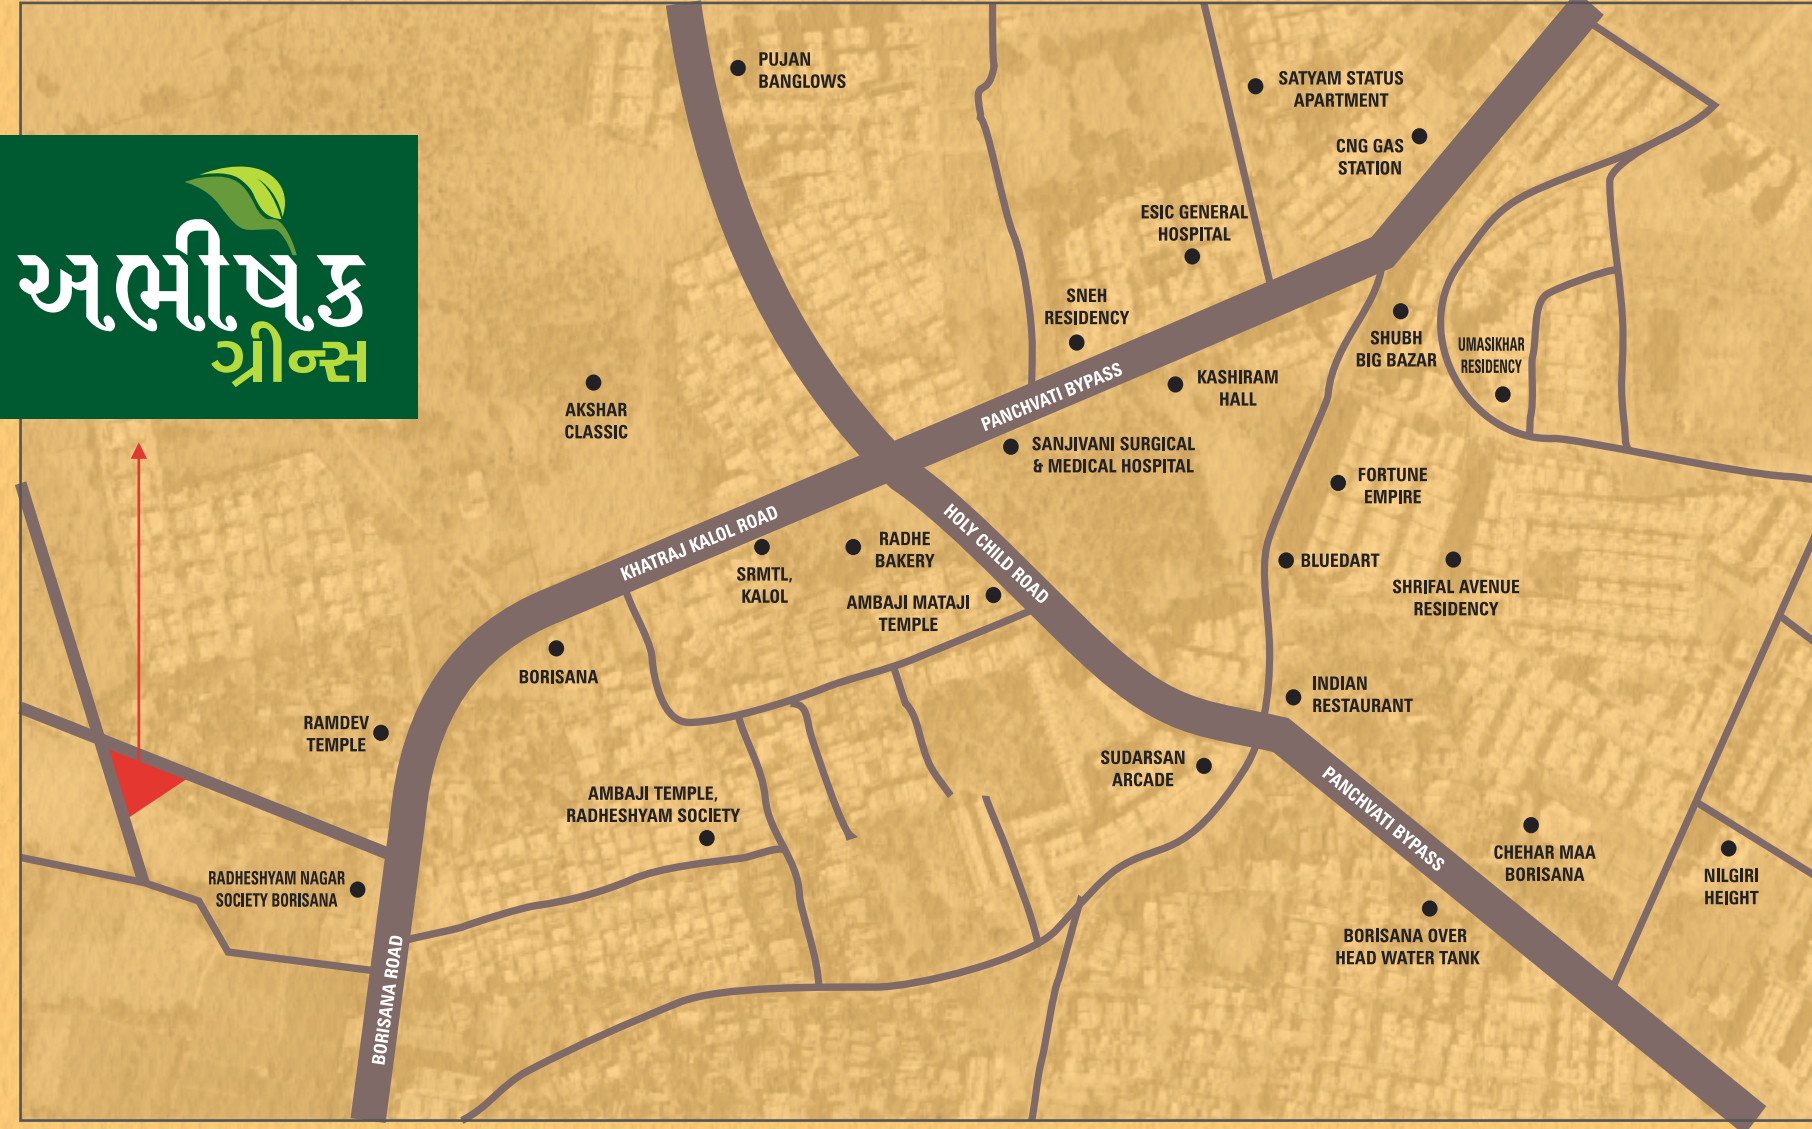 PUJAN
BANGLOWS
SATYAM STATUS
APARTMENT
CNG GAS
STATION
અભીષેક
ગ્રીન્સ
ESIC GENERAL
HOSPITAL
SNEH
RESIDENCY
SHUBH
BIG BAZAR
UMASIKHAR
RESIDENCY
PANCHVATI BYPASS
KASHIRAM
HALL
AKSHAR
CLASSIC
SANJIVANI SURGICAL
& MEDICAL HOSPITAL
FORTUNE
EMPIRE
KHATRAJ KALOL ROAD
HOLY CHILD ROAD
RADHE
BAKERY
SRMTL,
KALOL
AMBAJI MATAJI
TEMPLE
BLUEDART
SHRIFAL AVENUE
RESIDENCY
BORISANA
INDIAN
RESTAURANT
RAMDEV
TEMPLE
SUDARSAN
ARCADE
AMBAJI TEMPLE,
RADHESHYAM SOCIETY
PANCHVATI BYPASS
CHEHAR MAA
BORISANA
NILGIRI
HEIGHT
RADHESHYAM NAGAR
SOCIETY BORISANA
BORISANA OVER
HEAD WATER TANK
BORISANA ROAD